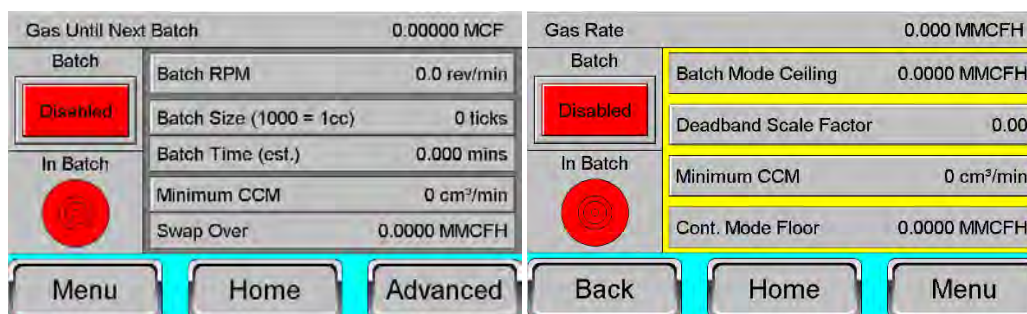 Gas Until Next Batch 0.00000 MCF
Batch
Disabled
In Batch
Batch RPM 0.0 rev/min
Batch Size (1000 = 1cc) 0 ticks
Batch Time (est.) 0.000 mins
Minimum CCM 0 cm³/min
Swap Over 0.0000 MMCFH
Menu Home Advanced
Gas Rate 0.000 MMCFH
Batch
Disabled
In Batch
Batch Mode Ceiling 0.0000 MMCFH
Deadband Scale Factor 0.00
Minimum CCM 0 cm³/min
Cont. Mode Floor 0.0000 MMCFH
Back Home Menu